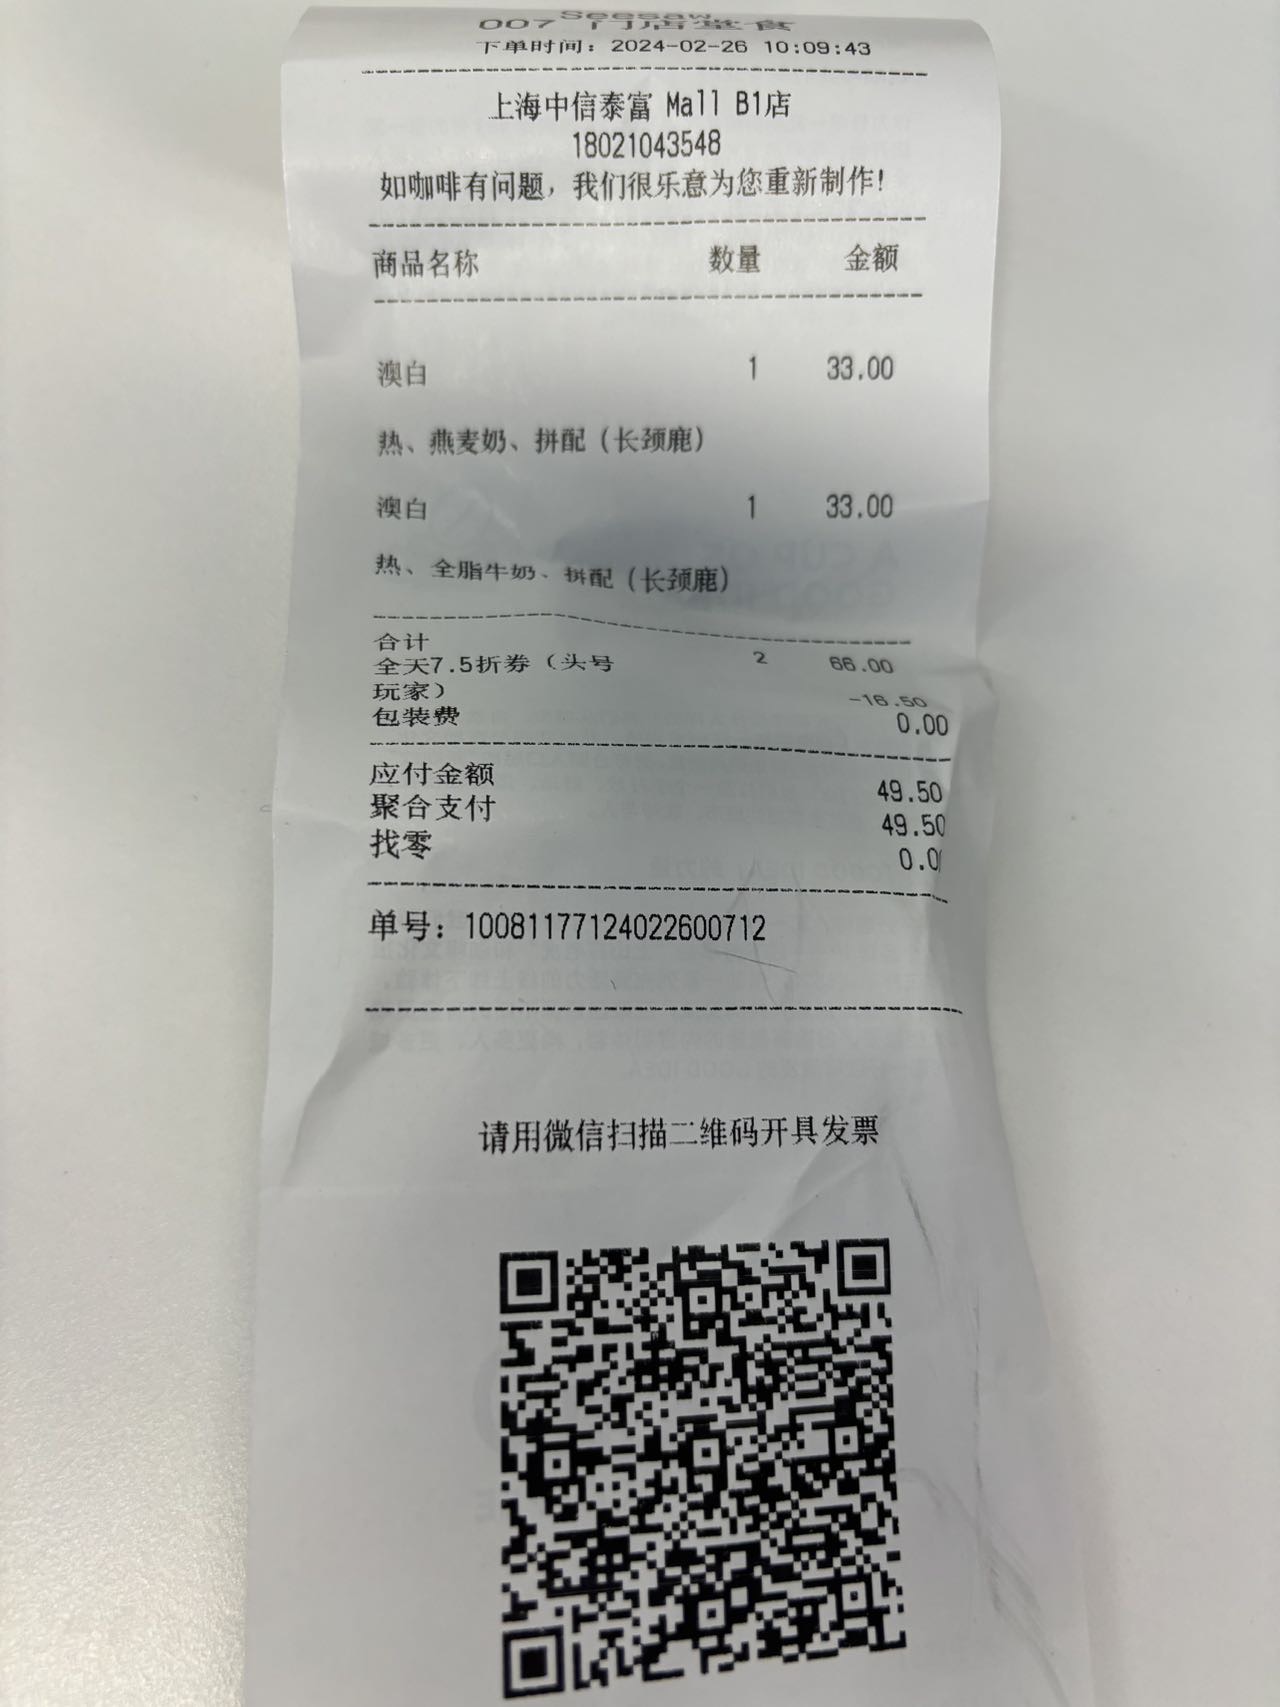 Seesaw
007 门店堂食
下单时间：2024-02-26 10:09:43
上海中信泰富 Mall B1店
18021043548
如咖啡有问题，我们很乐意为您重新制作！
商品名称 数量 金额
澳白 1 33.00
热、燕麦奶、拼配（长颈鹿）
澳白 1 33.00
热、全脂牛奶、拼配（长颈鹿）
合计 2 66.00
全天7.5折券（头号
玩家） -16.50
包装费 0.00
应付金额 49.50
聚合支付 49.50
找零 0.00
单号：10081177124022600712
请用微信扫描二维码开具发票